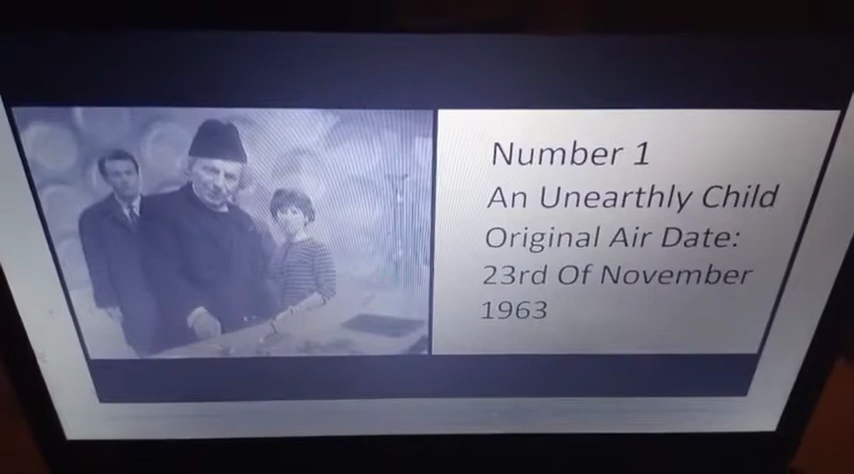 Number 1
An Unearthly Child
Original Air Date:
23rd Of November
1963